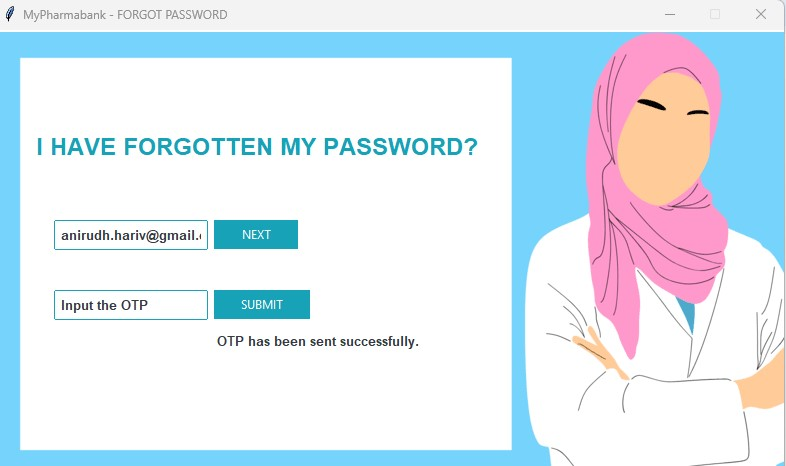 MyPharmabank - FORGOT PASSWORD
I HAVE FORGOTTEN MY PASSWORD?
anirudh.hariv@gmail.
NEXT
Input the OTP
SUBMIT
OTP has been sent successfully.